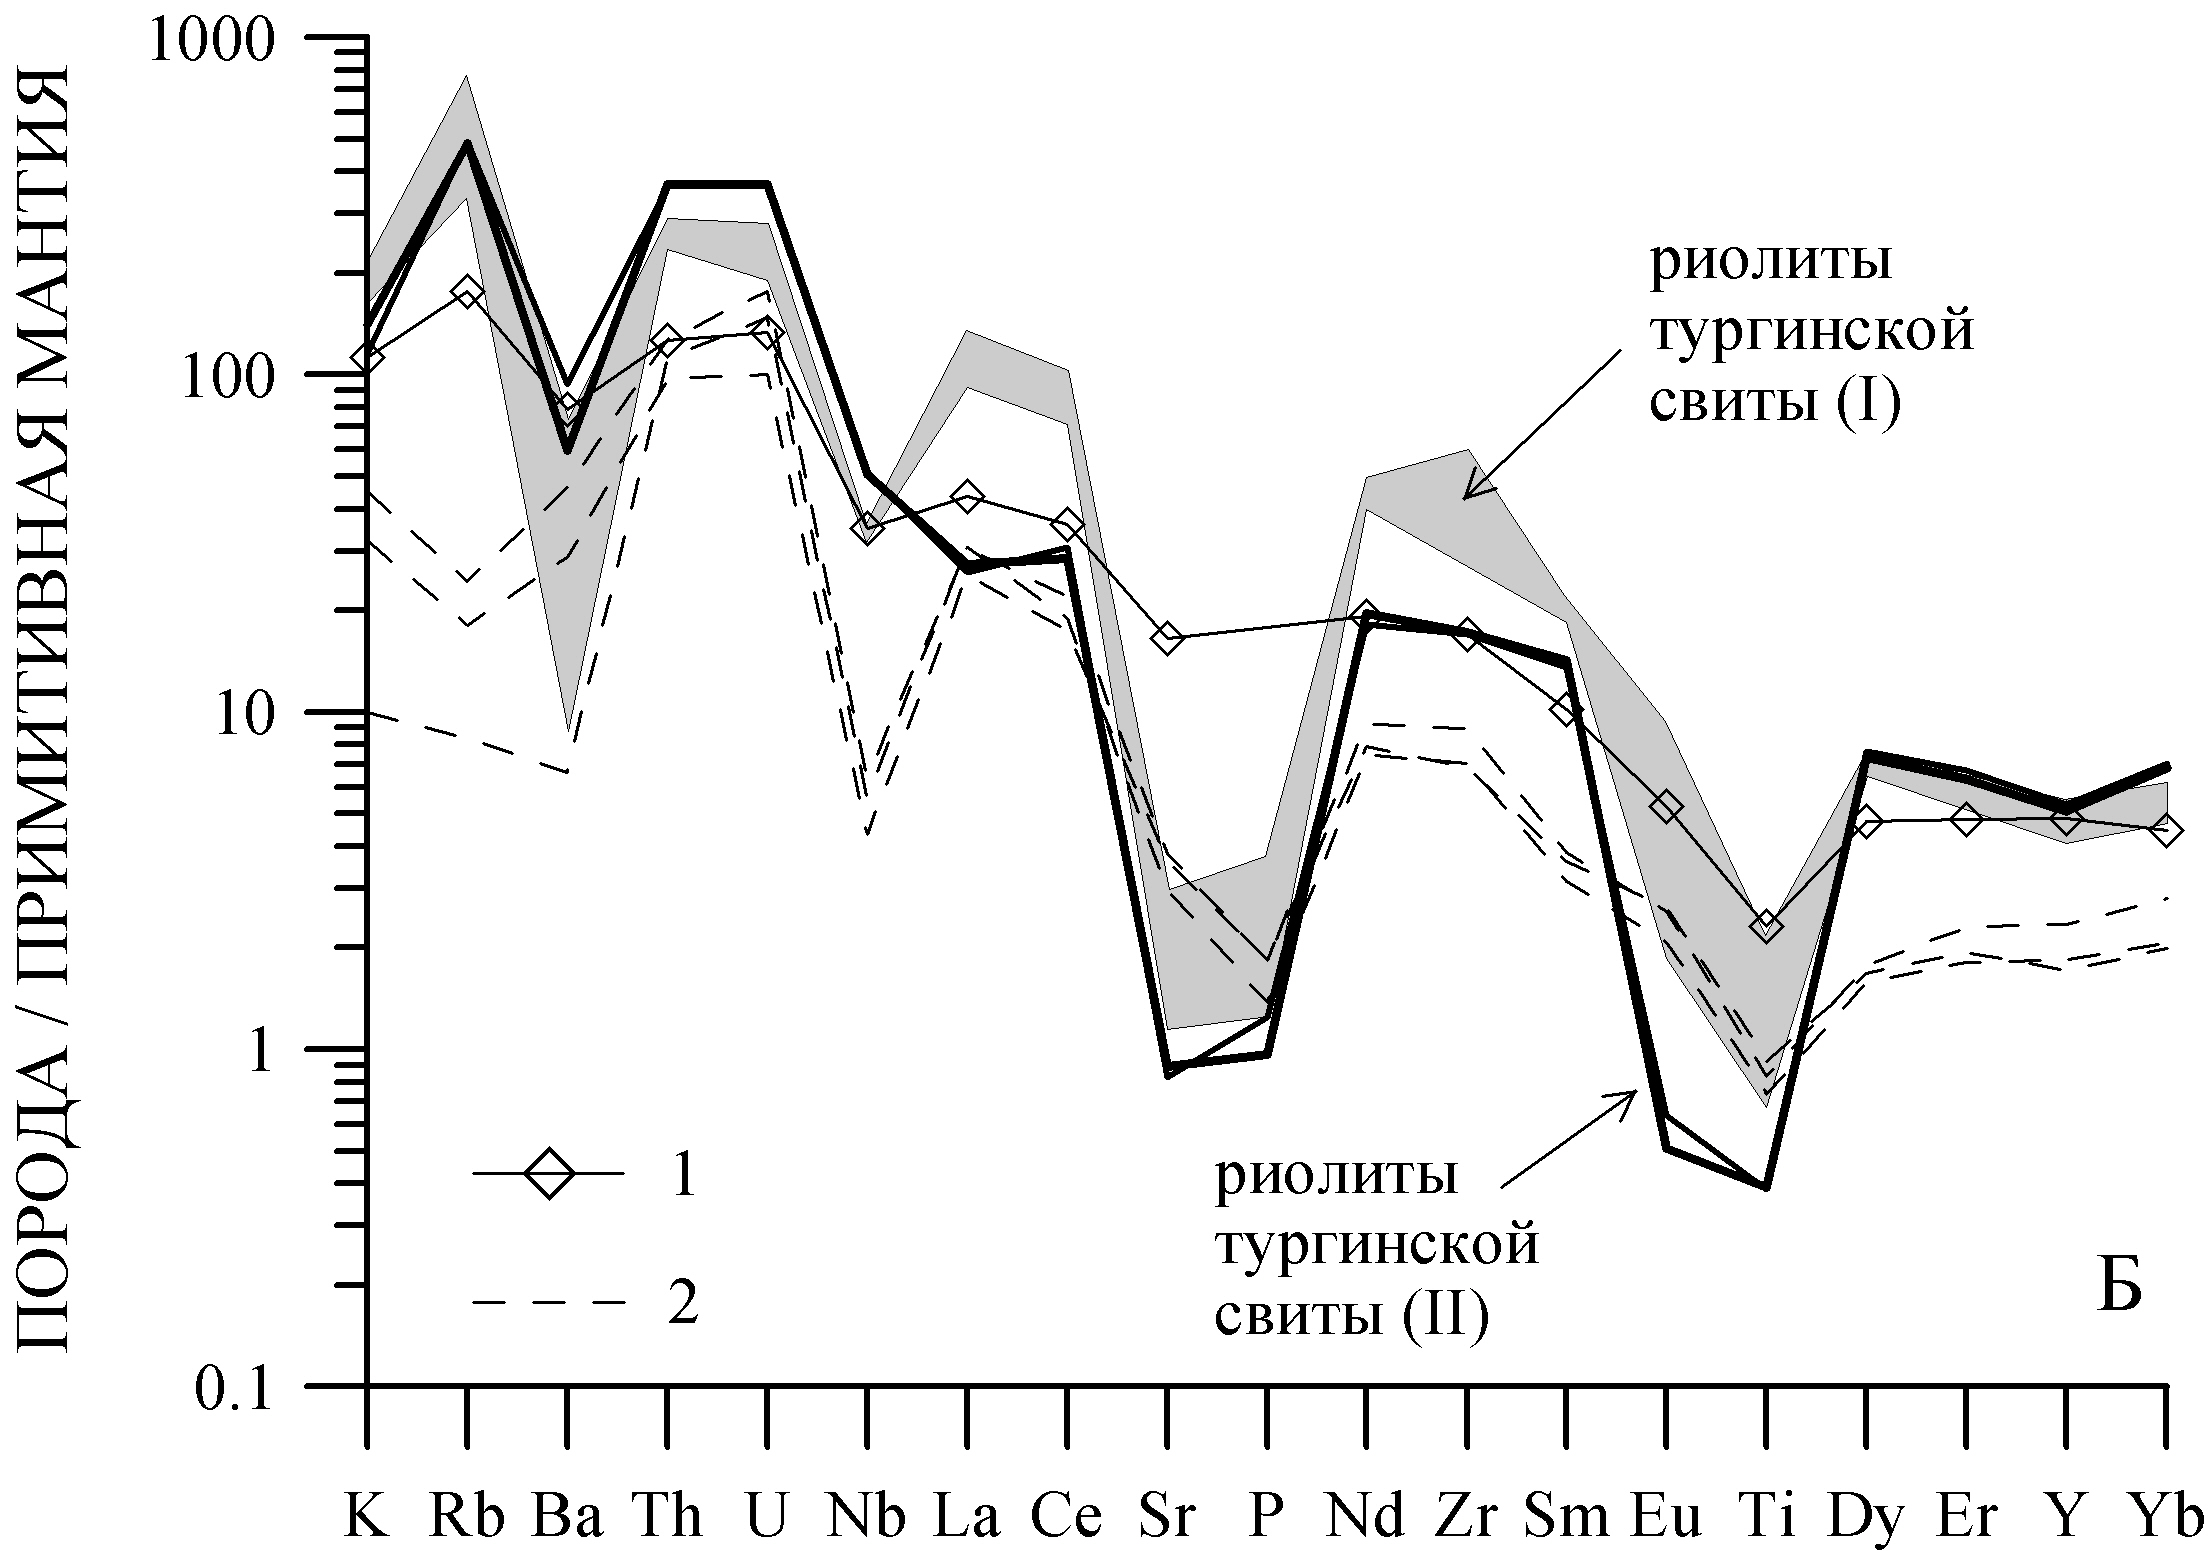 ПОРОДА / ПРИМИТИВНАЯ МАНТИЯ
1000
100
10
1
0.1
риолиты
тургинской
свиты (I)
1
2
риолиты
тургинской
свиты (II)
Б
K Rb Ba Th U Nb La Ce Sr P Nd Zr Sm Eu Ti Dy Er Y Yb